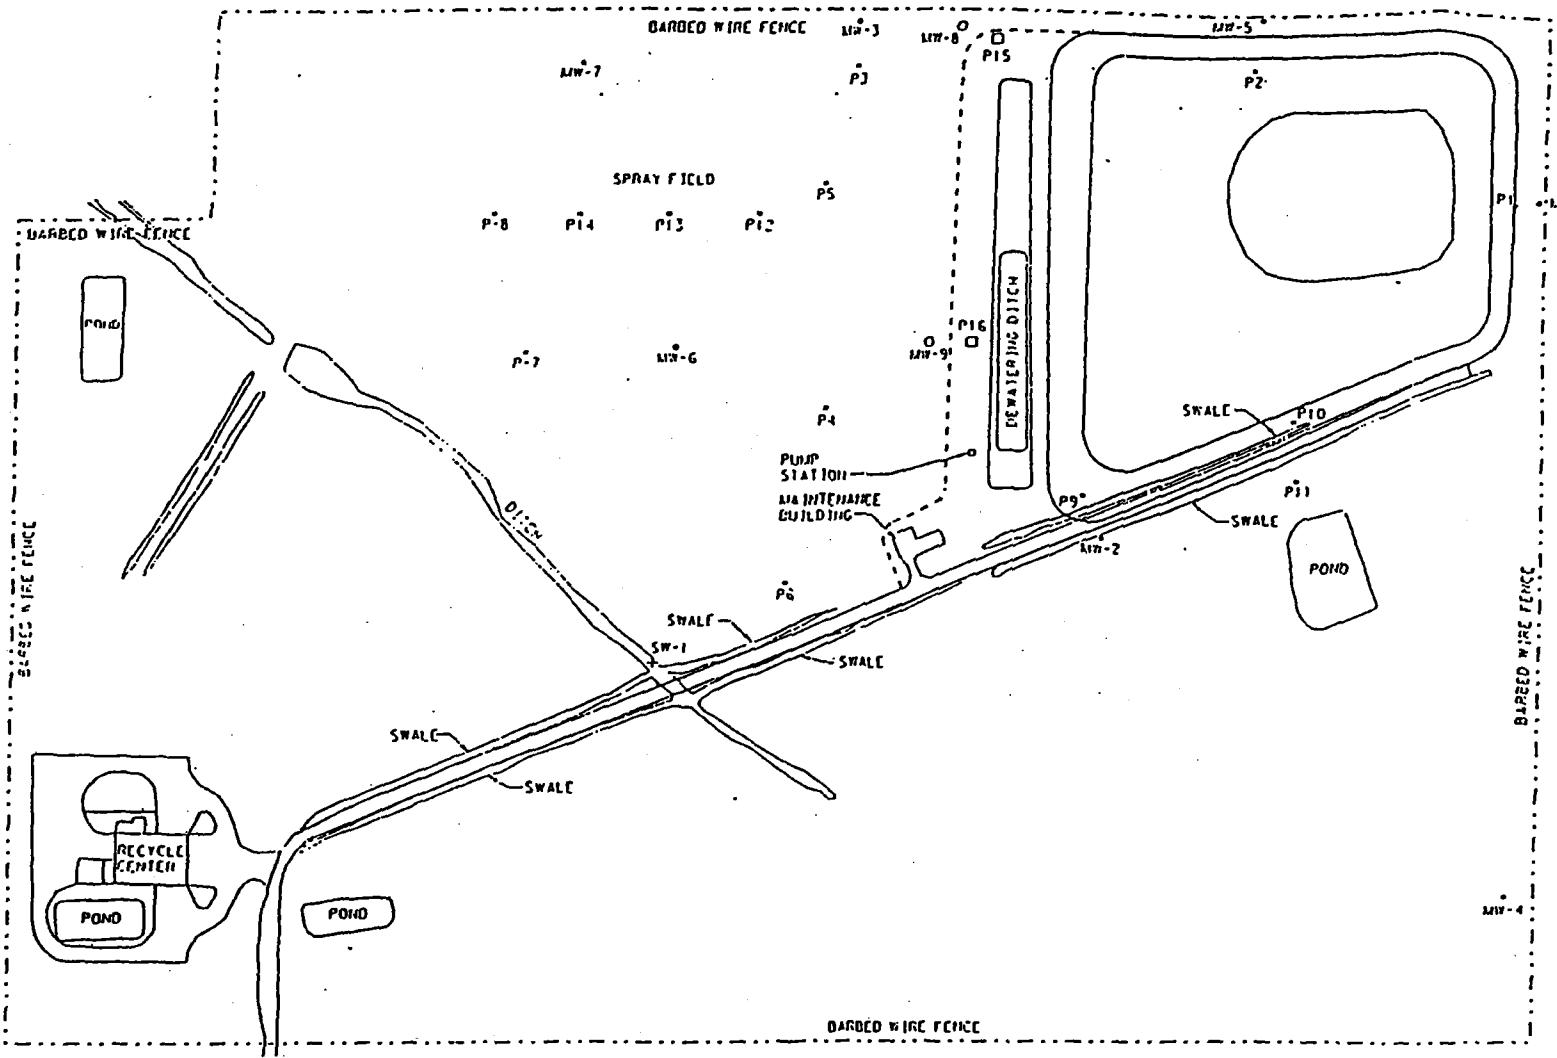 BARBED WIRE FENCE
MW-3
MW-8
P15
MW-5
MW-7
P3
P2
SPRAY FIELD
P5
P1
P-8
P14
P13
P12
BARBED WIRE FENCE
POND
P16
MW-9
P-7
MW-6
DEWATERING DITCH
P4
SWALE
P10
PUMP
STATION
MAINTENANCE
BUILDING
P9
P11
SWALE
DITCH
MW-2
POND
BARBED WIRE FENCE
P6
SWALE
SW-1
SWALE
BARBED WIRE FENCE
SWALE
SWALE
RECYCLE
CENTER
POND
POND
MW-4
BARBED WIRE FENCE